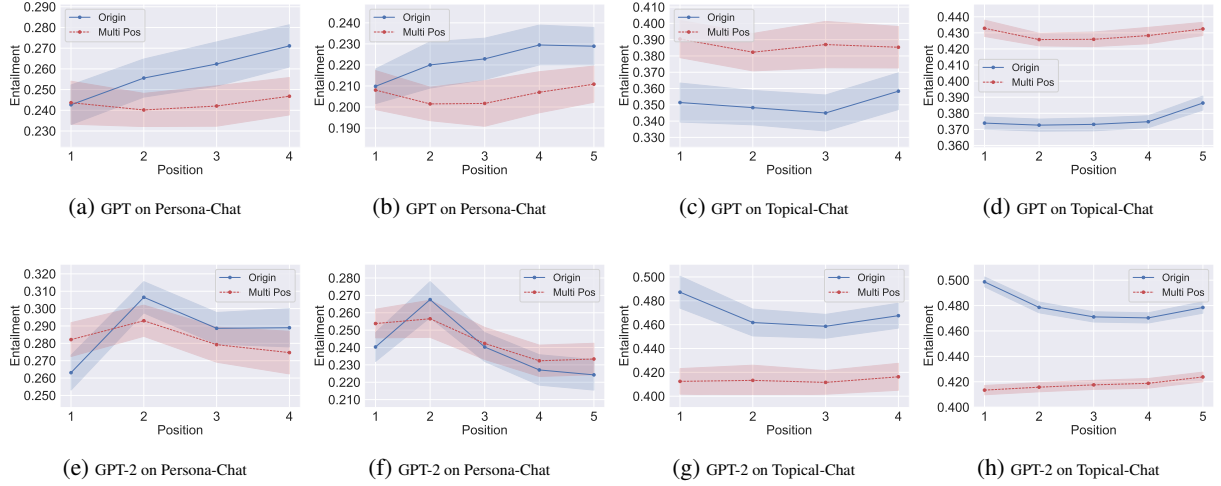 0.290
0.280
0.270
0.260
0.250
0.240
0.230
Entailment
Origin
Multi Pos
1 2 3 4
Position
(a) GPT on Persona-Chat
0.240
0.230
0.220
0.210
0.200
0.190
Entailment
Origin
Multi Pos
1 2 3 4 5
Position
(b) GPT on Persona-Chat
0.410
0.400
0.390
0.380
0.370
0.360
0.350
0.340
0.330
Entailment
Origin
Multi Pos
1 2 3 4
Position
(c) GPT on Topical-Chat
0.440
0.430
0.420
0.410
0.400
0.390
0.380
0.370
0.360
Entailment
Origin
Multi Pos
1 2 3 4 5
Position
(d) GPT on Topical-Chat
0.320
0.310
0.300
0.290
0.280
0.270
0.260
0.250
Entailment
Origin
Multi Pos
1 2 3 4
Position
(e) GPT-2 on Persona-Chat
0.280
0.270
0.260
0.250
0.240
0.230
0.220
0.210
Entailment
Origin
Multi Pos
1 2 3 4 5
Position
(f) GPT-2 on Persona-Chat
0.500
0.480
0.460
0.440
0.420
0.400
Entailment
Origin
Multi Pos
1 2 3 4
Position
(g) GPT-2 on Topical-Chat
0.500
0.480
0.460
0.440
0.420
0.400
Entailment
Origin
Multi Pos
1 2 3 4 5
Position
(h) GPT-2 on Topical-Chat